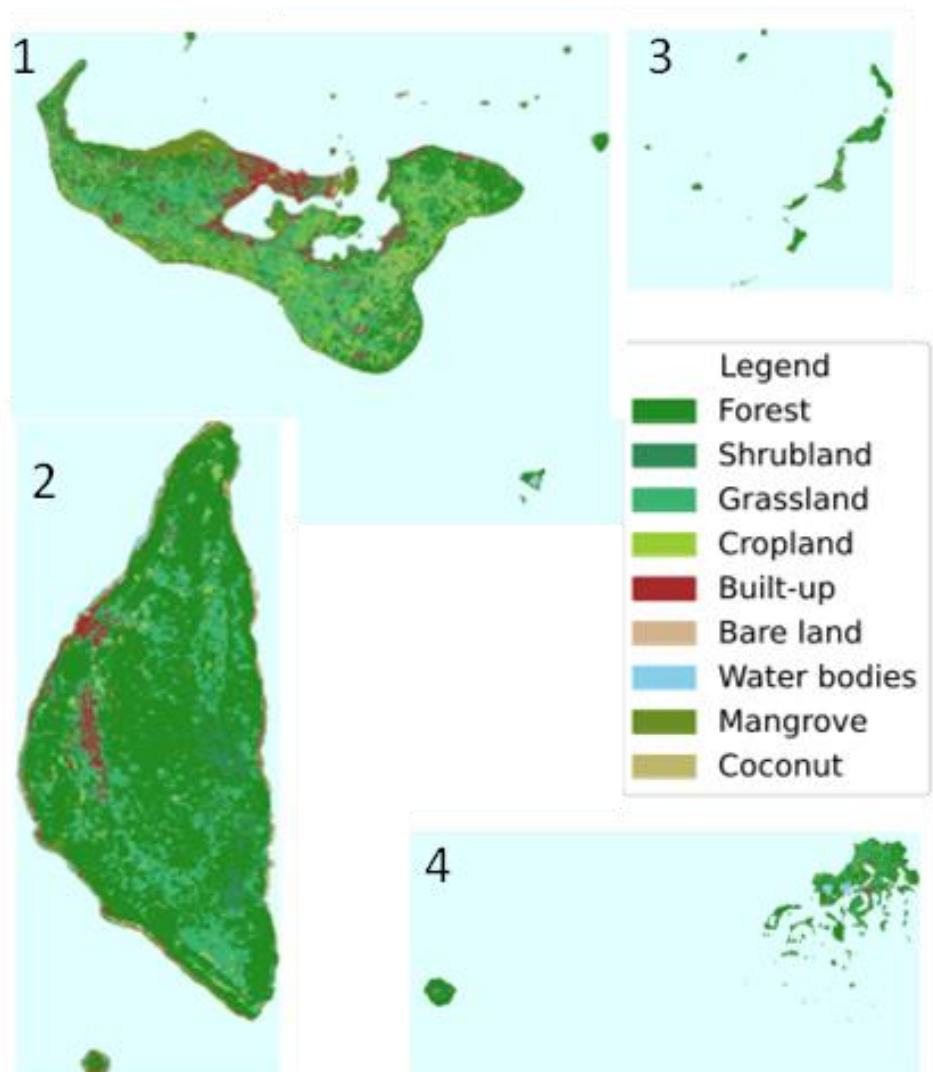 1
3
Legend
Forest
Shrubland
Grassland
Cropland
Built-up
Bare land
Water bodies
Mangrove
Coconut
2
4